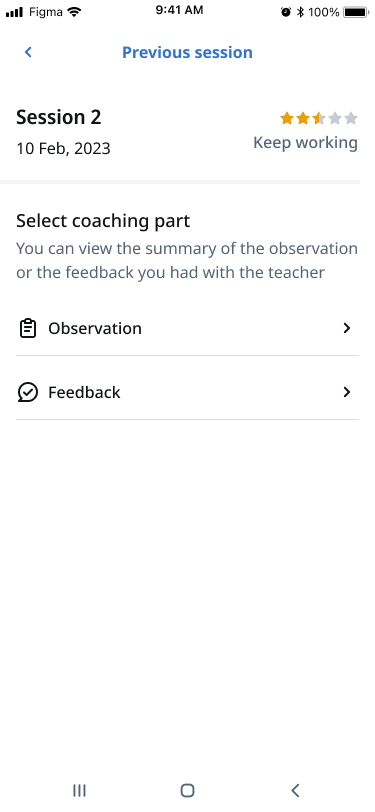 Figma 9:41 AM 100%
Previous session
Session 2
10 Feb, 2023
Keep working
Select coaching part
You can view the summary of the observation
or the feedback you had with the teacher
Observation
Feedback